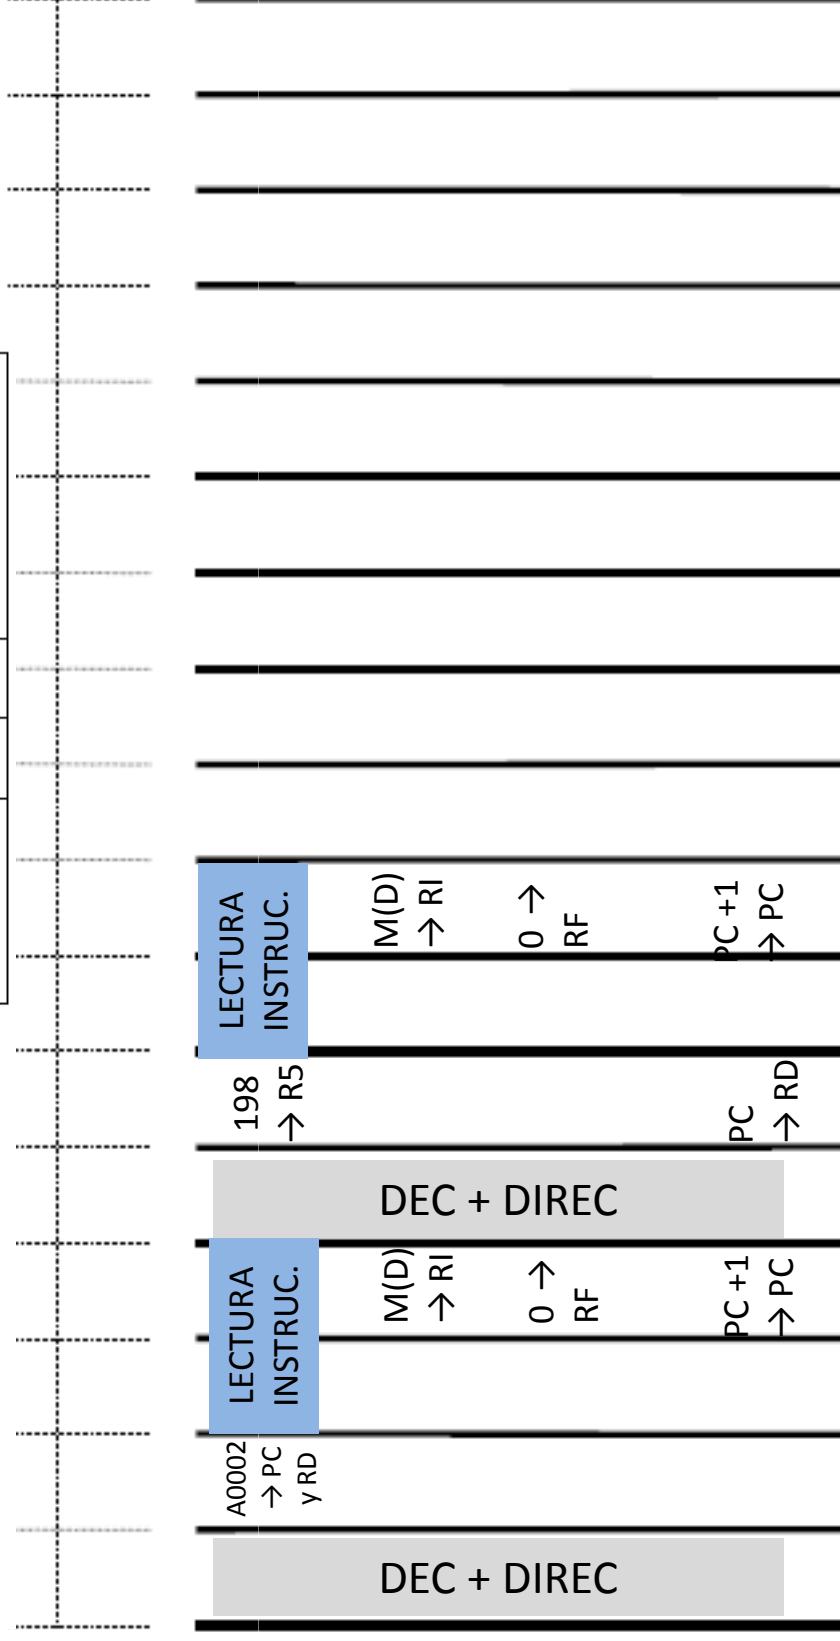 LECTURA
INSTRUC.
M(D)
→ RI
0 →
RF
PC +1
→ PC
198
→ R5
PC
→ RD
DEC + DIREC
LECTURA
INSTRUC.
M(D)
→ RI
0 →
RF
PC +1
→ PC
A0002
→ PC
y RD
DEC + DIREC